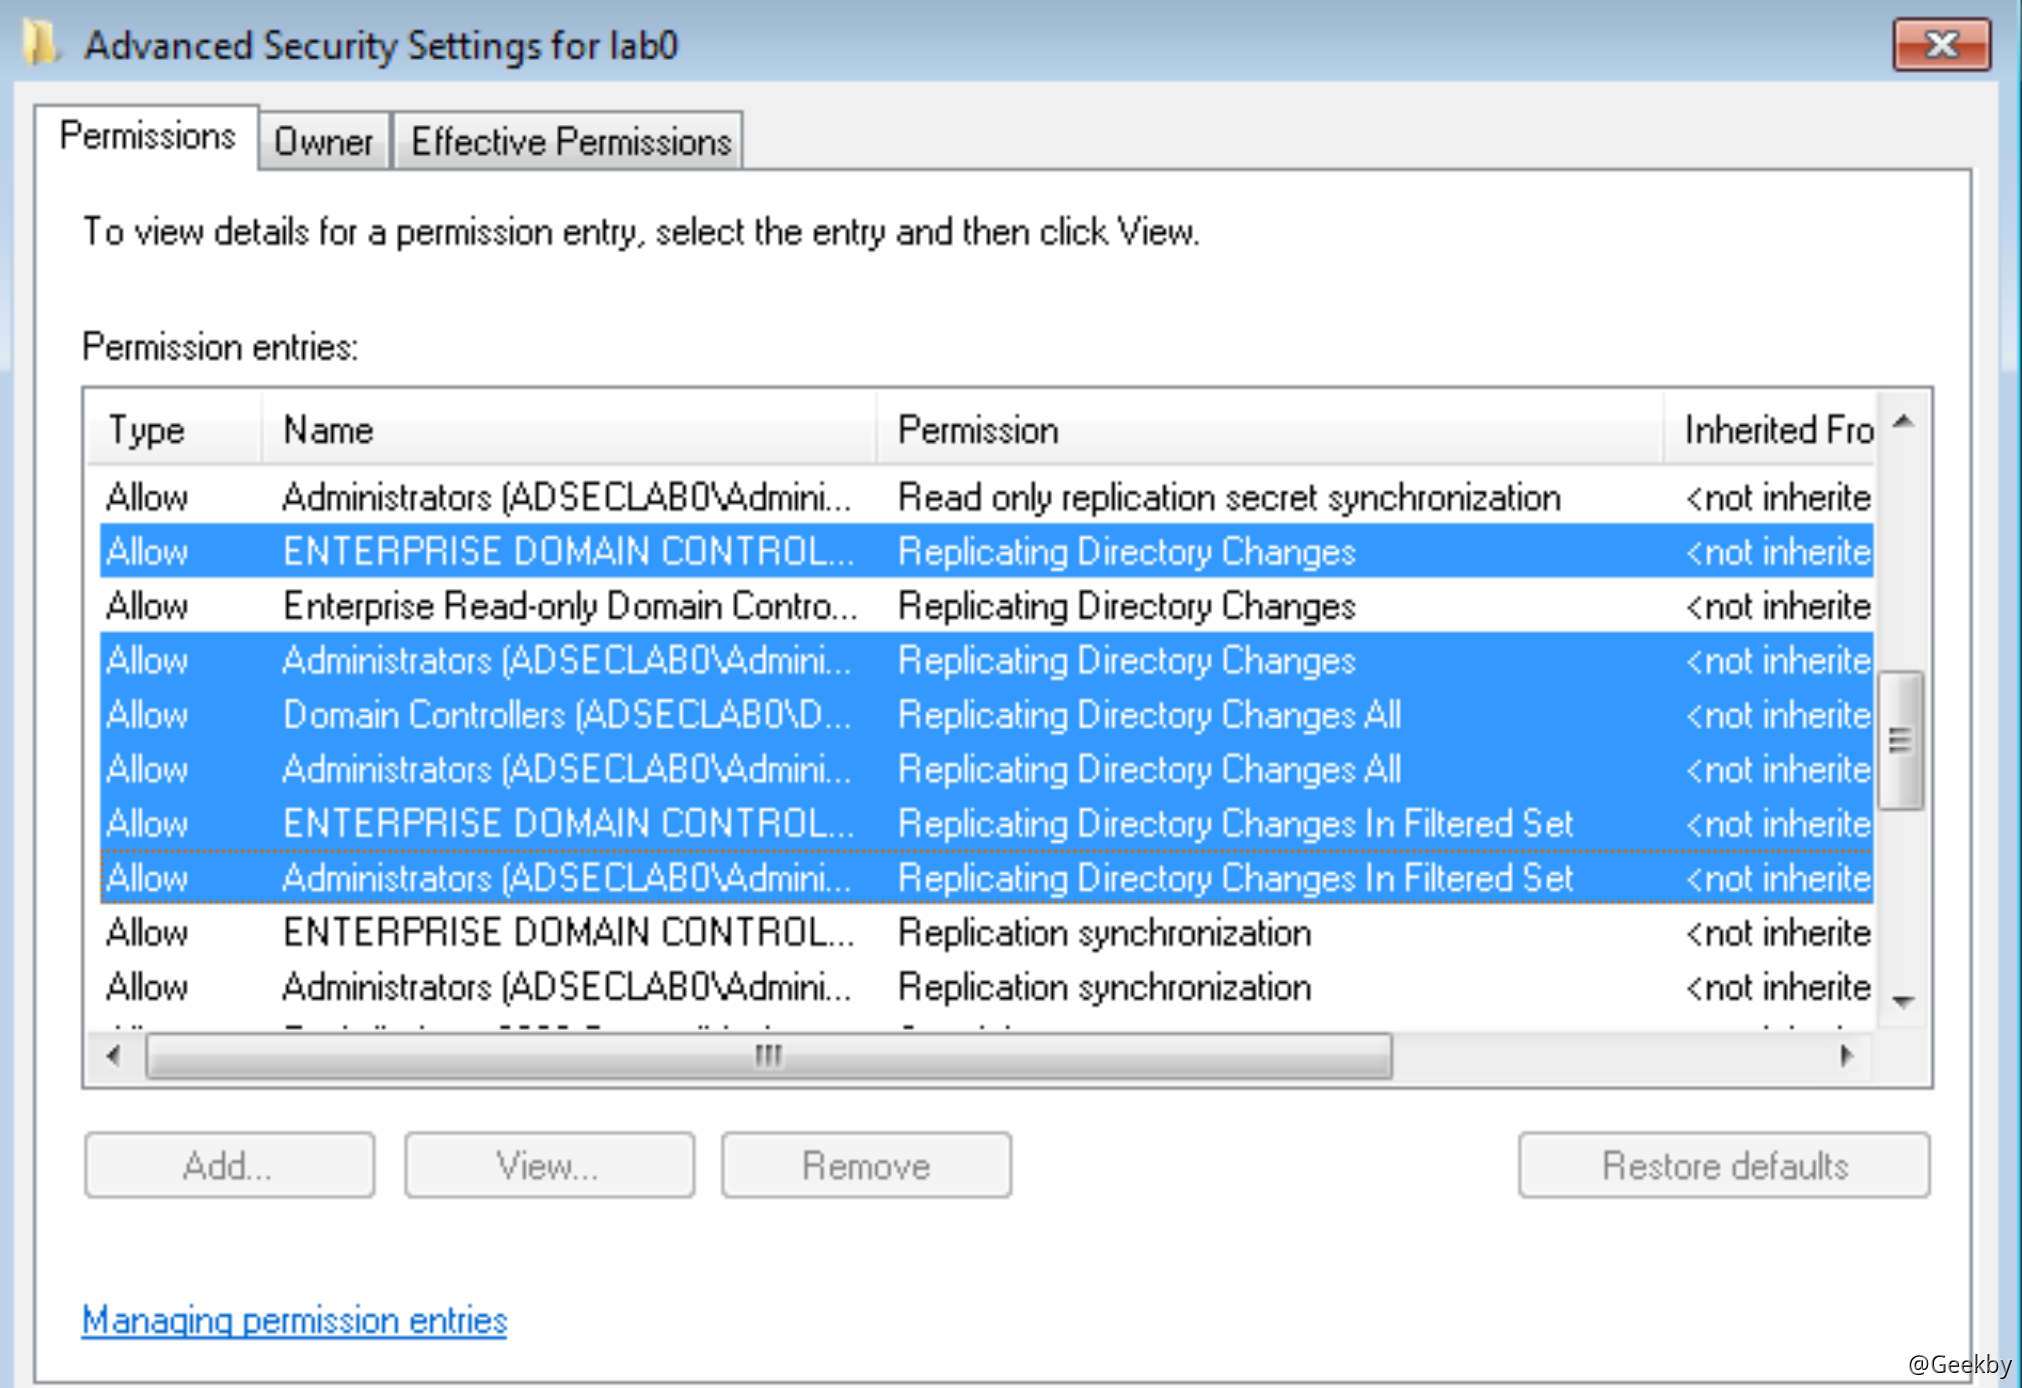 Advanced Security Settings for lab0
Permissions Owner Effective Permissions
To view details for a permission entry, select the entry and then click View.
Permission entries:
Type Name Permission Inherited Fro
Allow Administrators (ADSECLAB0\Admini... Read only replication secret synchronization <not inherite
Allow ENTERPRISE DOMAIN CONTROL... Replicating Directory Changes <not inherite
Allow Enterprise Read-only Domain Contro... Replicating Directory Changes <not inherite
Allow Administrators (ADSECLAB0\Admini... Replicating Directory Changes <not inherite
Allow Domain Controllers (ADSECLAB0\D... Replicating Directory Changes All <not inherite
Allow Administrators (ADSECLAB0\Admini... Replicating Directory Changes All <not inherite
Allow ENTERPRISE DOMAIN CONTROL... Replicating Directory Changes In Filtered Set <not inherite
Allow Administrators (ADSECLAB0\Admini... Replicating Directory Changes In Filtered Set <not inherite
Allow ENTERPRISE DOMAIN CONTROL... Replication synchronization <not inherite
Allow Administrators (ADSECLAB0\Admini... Replication synchronization <not inherite
Add... View... Remove Restore defaults
Managing permission entries
@Geekby